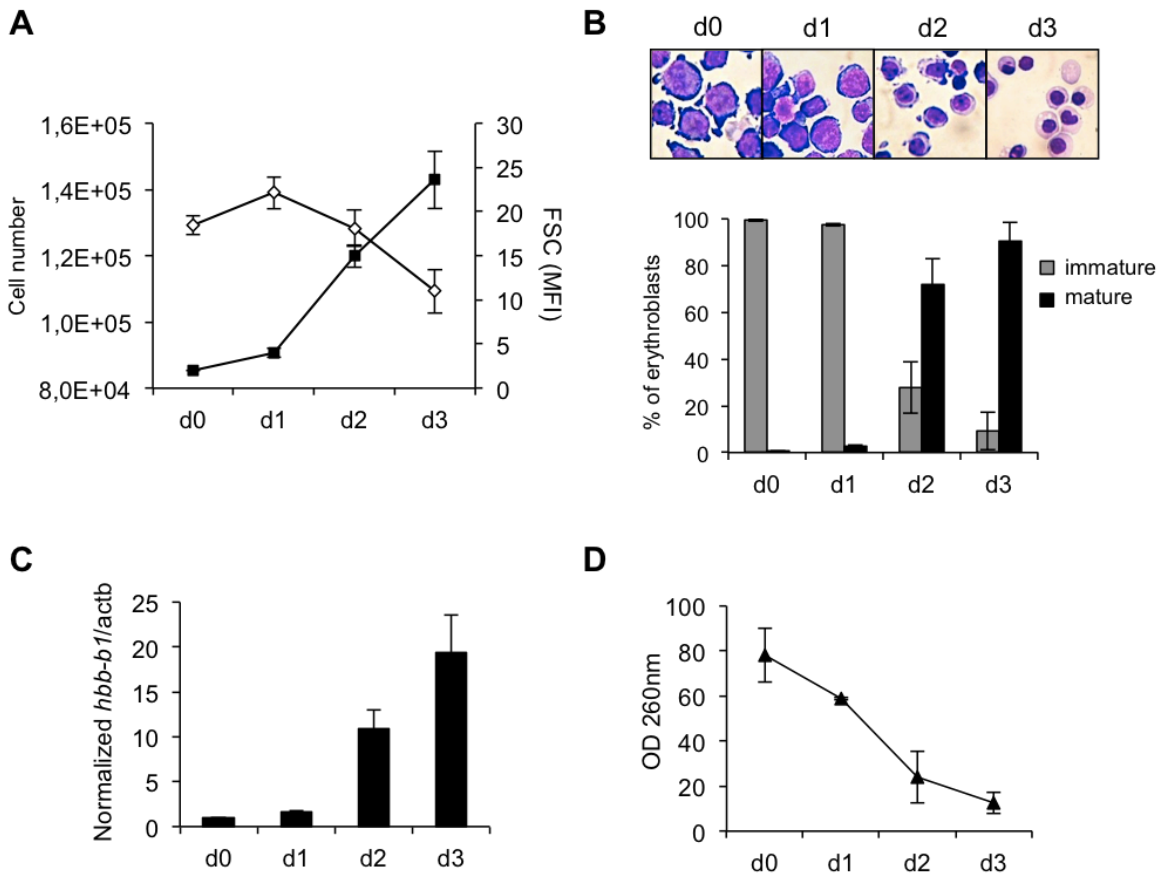 A
1,6E+05
1,4E+05
1,2E+05
1,0E+05
8,0E+04
Cell number
30
25
20
15
10
5
0
FSC (MFI)
d0 d1 d2 d3
B
d0 d1 d2 d3
100
80
60
40
20
0
% of erythroblasts
immature
mature
d0 d1 d2 d3
C
25
20
15
10
5
0
Normalized hbb-b1/actb
d0 d1 d2 d3
D
100
80
60
40
20
0
OD 260nm
d0 d1 d2 d3